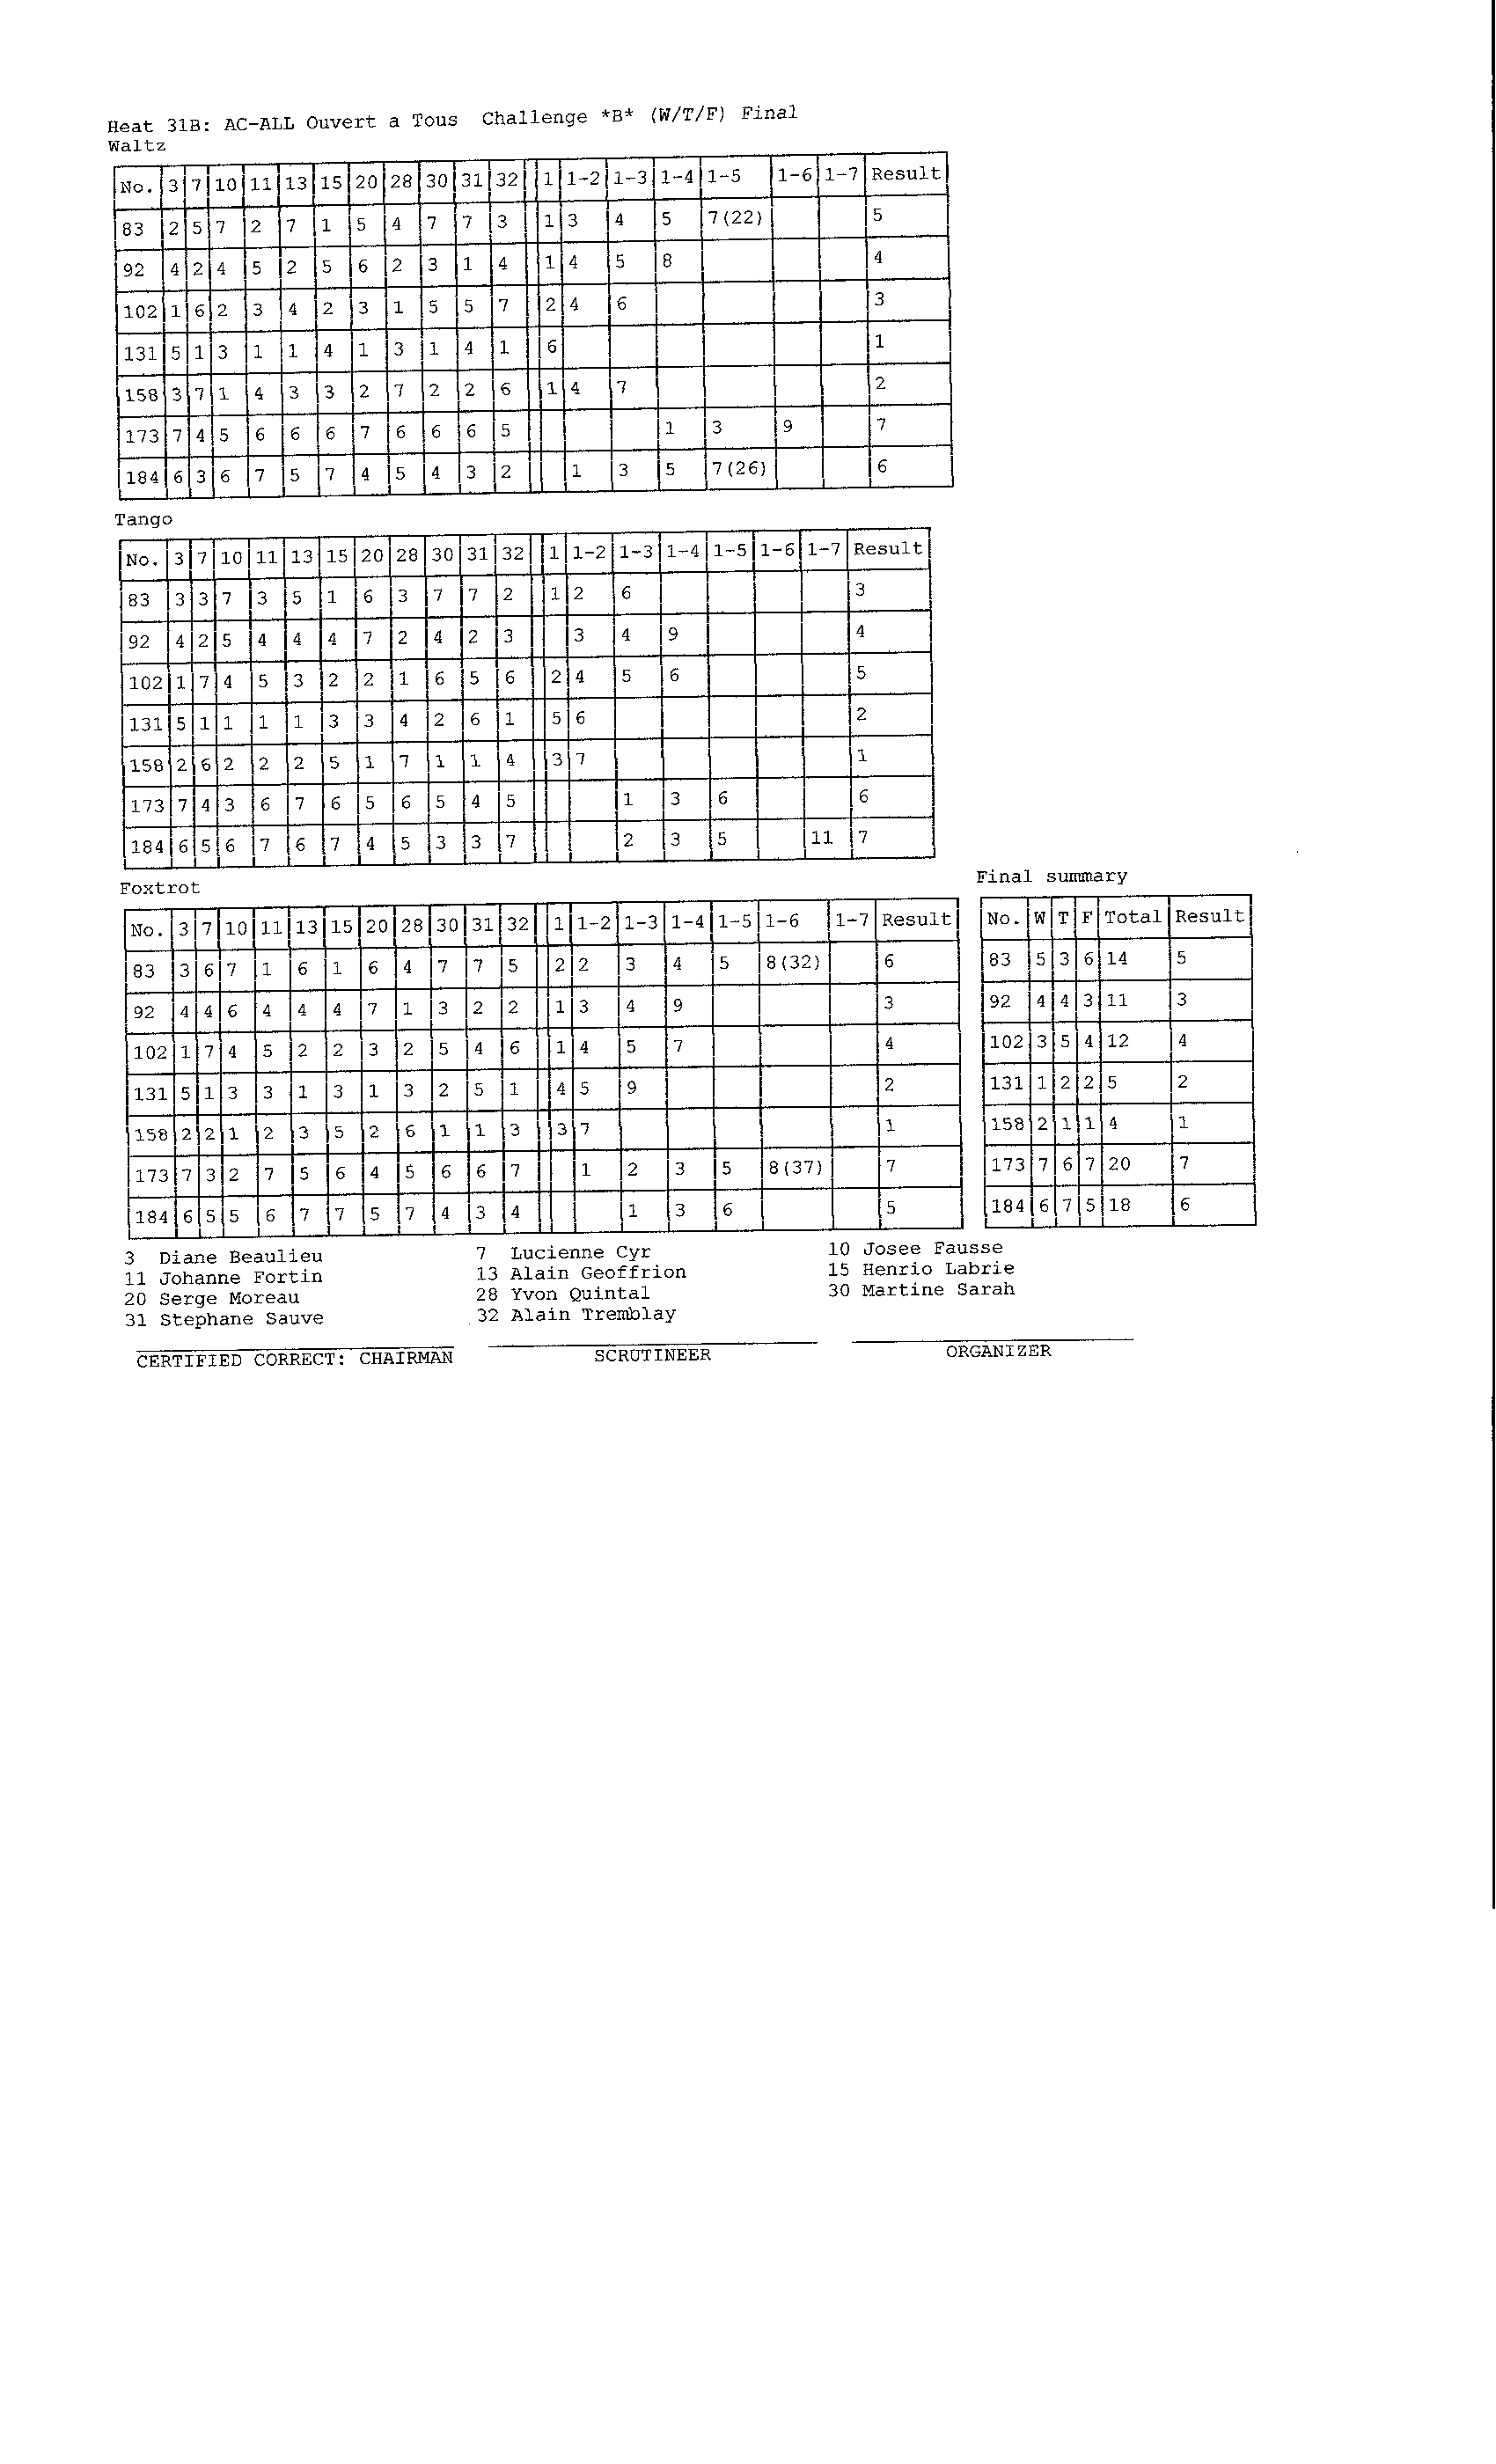 Heat 31B: AC-ALL Ouvert a Tous Challenge *B* (W/T/F) Final
Waltz
No. 3 7 10 11 13 15 20 28 30 31 32 1 1-2 1-3 1-4 1-5 1-6 1-7 Result
83 2 5 7 2 7 1 5 4 7 7 3 1 3 4 5 7(22) 5
92 4 2 4 5 2 5 6 2 3 1 4 1 4 5 8 4
102 1 6 2 3 4 2 3 1 5 5 7 2 4 6 3
131 5 1 3 1 1 4 1 3 1 4 1 6 1
158 3 7 1 4 3 3 2 7 2 2 6 1 4 7 2
173 7 4 5 6 6 6 7 6 6 6 5 1 3 9 7
184 6 3 6 7 5 7 4 5 4 3 2 1 3 5 7(26) 6
Tango
No. 3 7 10 11 13 15 20 28 30 31 32 1 1-2 1-3 1-4 1-5 1-6 1-7 Result
83 3 3 7 3 5 1 6 3 7 7 2 1 2 6 3
92 4 2 5 4 4 4 7 2 4 2 3 3 4 9 4
102 1 7 4 5 3 2 2 1 6 5 6 2 4 5 6 5
131 5 1 1 1 1 3 3 4 2 6 1 5 6 2
158 2 6 2 2 2 5 1 7 1 1 4 3 7 1
173 7 4 3 6 7 6 5 6 5 4 5 1 3 6 6
184 6 5 6 7 6 7 4 5 3 3 7 2 3 5 11 7
Foxtrot
No. 3 7 10 11 13 15 20 28 30 31 32 1 1-2 1-3 1-4 1-5 1-6 1-7 Result
83 3 6 7 1 6 1 6 4 7 7 5 2 2 3 4 5 8(32) 6
92 4 4 6 4 4 4 7 1 3 2 2 1 3 4 9 3
102 1 7 4 5 2 2 3 2 5 4 6 1 4 5 7 4
131 5 1 3 3 1 3 1 3 2 5 1 4 5 9 2
158 2 2 1 2 3 5 2 6 1 1 3 3 7 1
173 7 3 2 7 5 6 4 5 6 6 7 1 2 3 5 8(37) 7
184 6 5 5 6 7 7 5 7 4 3 4 1 3 6 5
Final summary
No. W T F Total Result
83 5 3 6 14 5
92 4 4 3 11 3
102 3 5 4 12 4
131 1 2 2 5 2
158 2 1 1 4 1
173 7 6 7 20 7
184 6 7 5 18 6
3 Diane Beaulieu 7 Lucienne Cyr 10 Josee Fausse
11 Johanne Fortin 13 Alain Geoffrion 15 Henrio Labrie
20 Serge Moreau 28 Yvon Quintal 30 Martine Sarah
31 Stephane Sauve 32 Alain Tremblay
CERTIFIED CORRECT: CHAIRMAN SCRUTINEER ORGANIZER